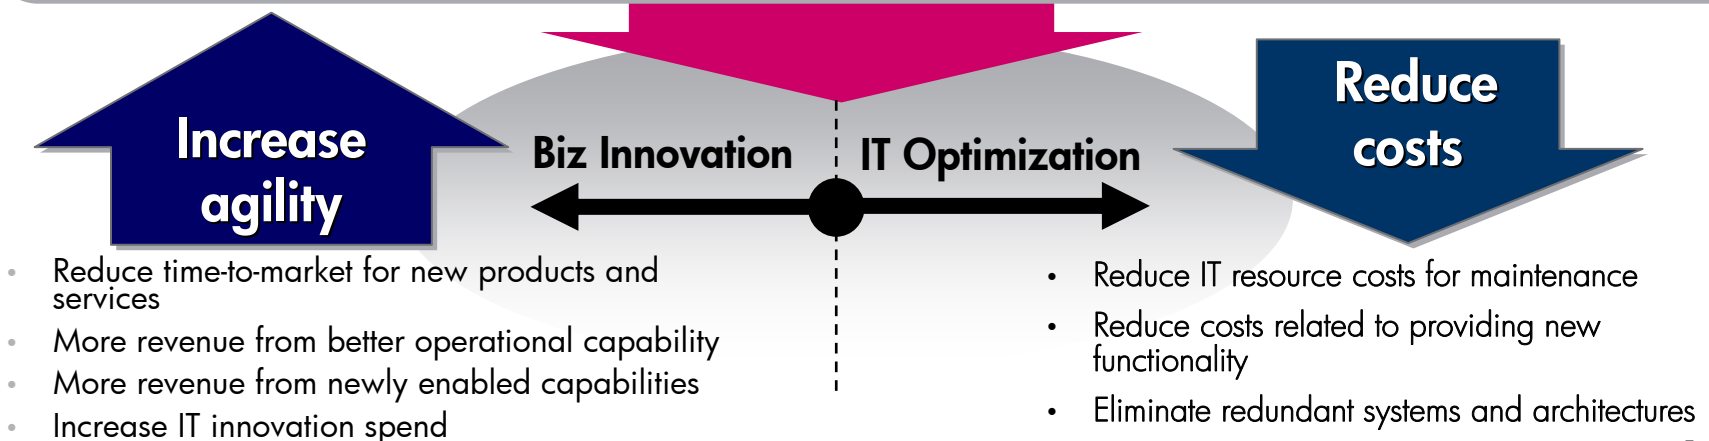 Increase
agility
Biz Innovation
IT Optimization
Reduce
costs
• Reduce time-to-market for new products and
services
• More revenue from better operational capability
• More revenue from newly enabled capabilities
• Increase IT innovation spend
• Reduce IT resource costs for maintenance
• Reduce costs related to providing new
functionality
• Eliminate redundant systems and architectures